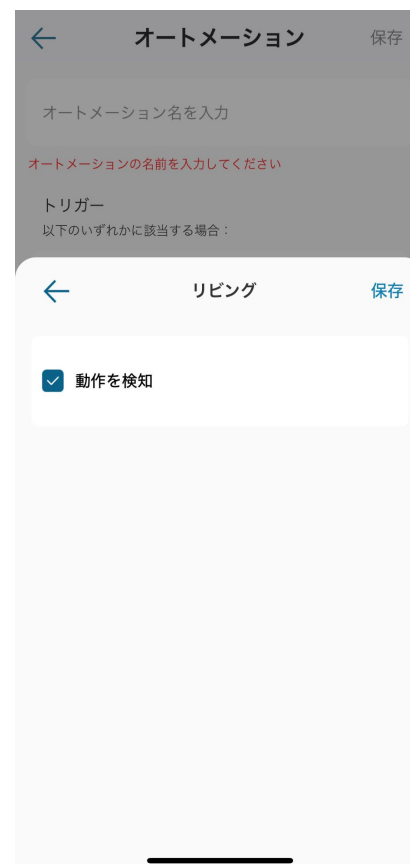 オートメーション
保存
オートメーション名を入力
オートメーションの名前を入力してください
トリガー
以下のいずれかに該当する場合：
リビング
保存
動作を検知